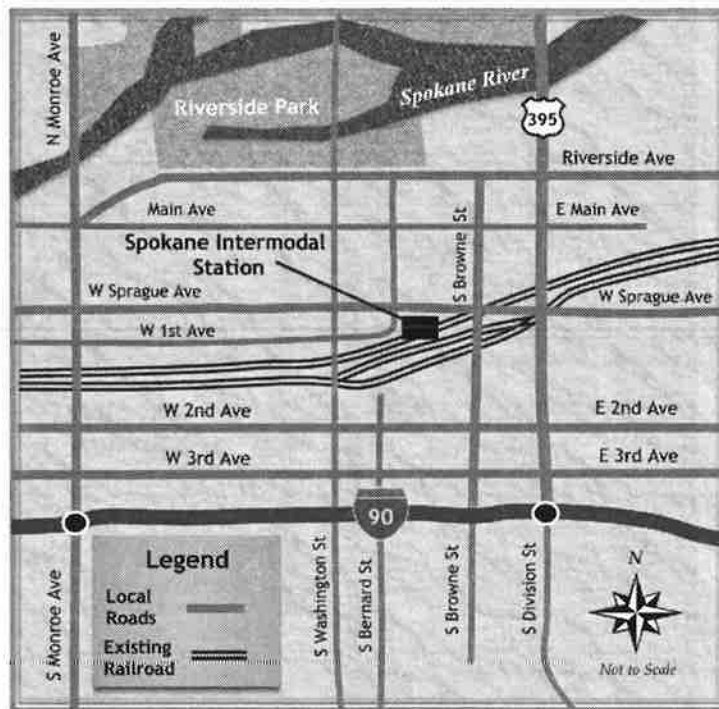 N Monroe Ave
Riverside Park
Spokane River
395
Riverside Ave
Main Ave
E Main Ave
S Browne St
Spokane Intermodal
Station
W Sprague Ave
W Sprague Ave
W 1st Ave
W 2nd Ave
E 2nd Ave
W 3rd Ave
E 3rd Ave
90
Legend
Local
Roads
Existing
Railroad
S Monroe Ave
S Washington St
S Bernard St
S Browne St
S Division St
N
Not to Scale